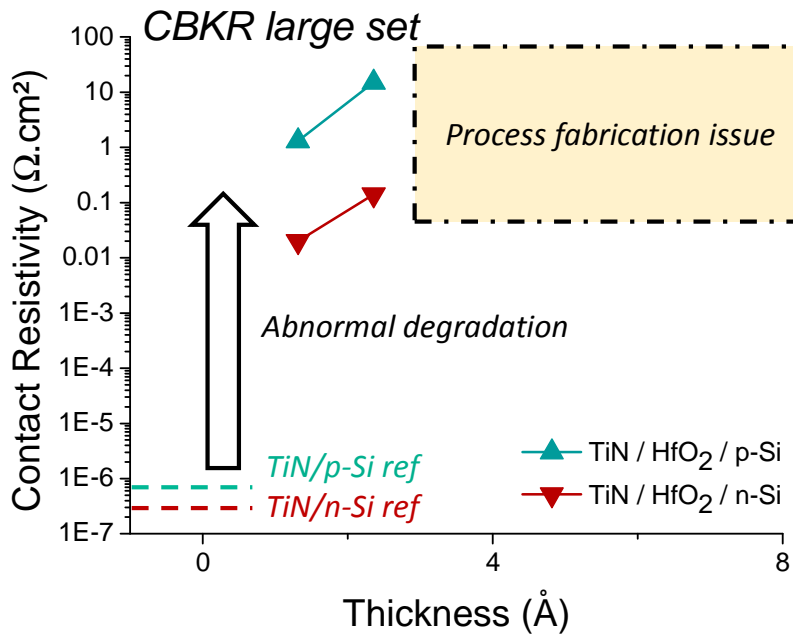 CBKR large set
100
10
1
0.1
0.01
1E-3
1E-4
1E-5
1E-6
1E-7
Contact Resistivity (Ω.cm²)
Process fabrication issue
Abnormal degradation
TiN/p-Si ref
TiN/n-Si ref
TiN / HfO₂ / p-Si
TiN / HfO₂ / n-Si
0 4 8
Thickness (Å)